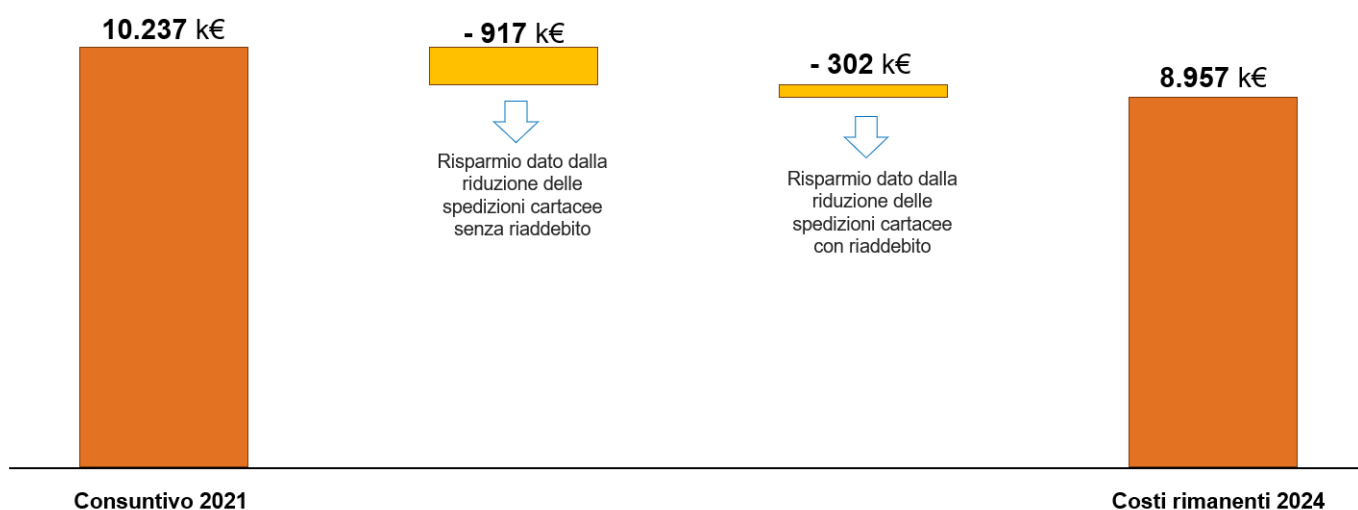 10.237 k€
- 917 k€
- 302 k€
8.957 k€
Risparmio dato dalla
riduzione delle
spedizioni cartacee
senza riaddebito
Risparmio dato dalla
riduzione delle
spedizioni cartacee
con riaddebito
Consuntivo 2021
Costi rimanenti 2024